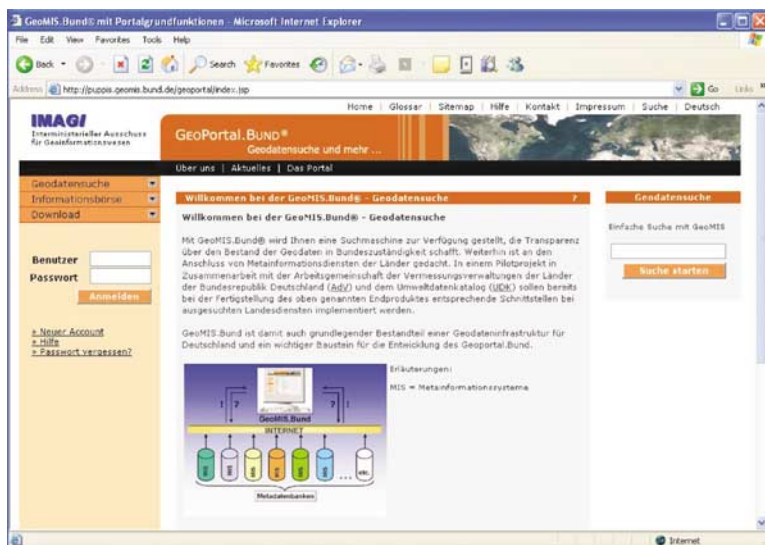 GeoMIS.Bund® mit Portalgrundfunktionen - Microsoft Internet Explorer
File Edit View Favorites Tools Help
Back Search Favorites
Address http://puppis.geomis.bund.de/geoportal/index.jsp Go Links »
Home | Glossar | Sitemap | Hilfe | Kontakt | Impressum | Suche | Deutsch
IMAGI
Interministerieller Ausschuss
für Geoinformationswesen
GEOPORTAL.BUND®
Geodatensuche und mehr ...
Über uns | Aktuelles | Das Portal
Geodatensuche
Informationsbörse
Download
Benutzer
Passwort
Anmelden
» Neuer Account
» Hilfe
» Passwort vergessen?
Willkommen bei der GeoMIS.Bund® - Geodatensuche ?
Willkommen bei der GeoMIS.Bund® - Geodatensuche
Mit GeoMIS.Bund® wird Ihnen eine Suchmaschine zur Verfügung gestellt, die Transparenz
über den Bestand der Geodaten in Bundeszuständigkeit schafft. Weiterhin ist an den
Anschluss von Metainformationsdiensten der Länder gedacht. In einem Pilotprojekt in
Zusammenarbeit mit der Arbeitsgemeinschaft der Vermessungsverwaltungen der Länder
der Bundesrepublik Deutschland (AdV) und dem Umweltdatenkatalog (UDK) sollen bereits
bei der Fertigstellung des oben genannten Endproduktes entsprechende Schnittstellen bei
ausgesuchten Landesdiensten implementiert werden.
GeoMIS.Bund ist damit auch grundlegender Bestandteil einer Geodateninfrastruktur für
Deutschland und ein wichtiger Baustein für die Entwicklung des Geoportal.Bund.
! ? ? !
GeoMIS.Bund
INTERNET
MIS MIS MIS MIS MIS MIS ... etc.
Metadatenbanken
Erläuterungen:
MIS = Metainformationssysteme
Geodatensuche
Einfache Suche mit GeoMIS
Suche starten
Internet